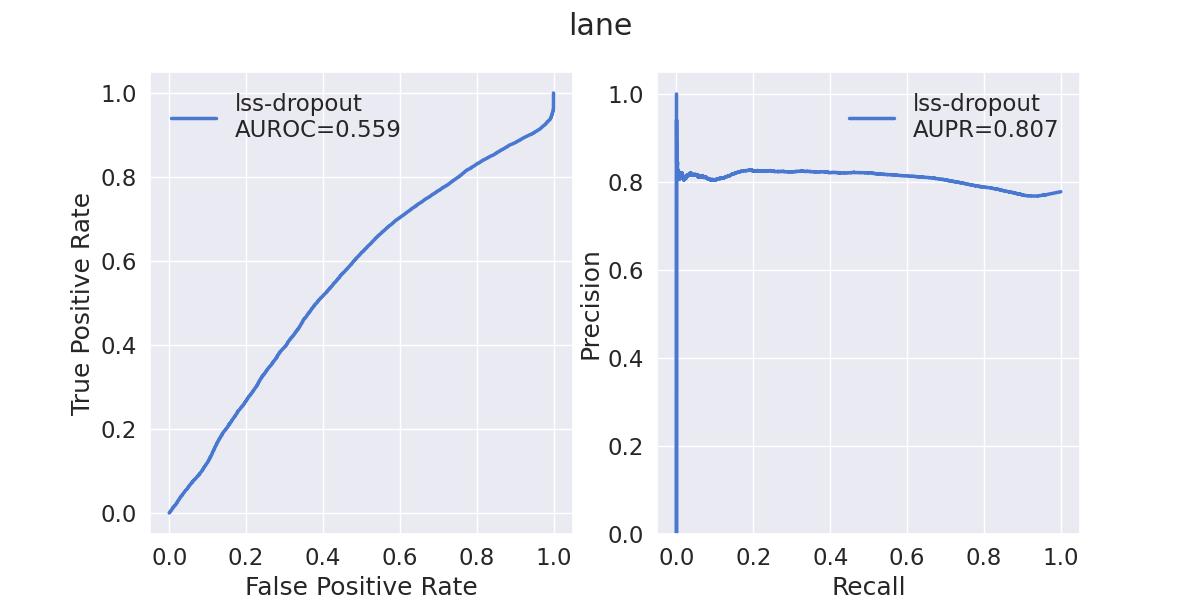 lane
True Positive Rate
1.0
0.8
0.6
0.4
0.2
0.0
lss-dropout
AUROC=0.559
0.0 0.2 0.4 0.6 0.8 1.0
False Positive Rate
Precision
1.0
0.8
0.6
0.4
0.2
0.0
lss-dropout
AUPR=0.807
0.0 0.2 0.4 0.6 0.8 1.0
Recall